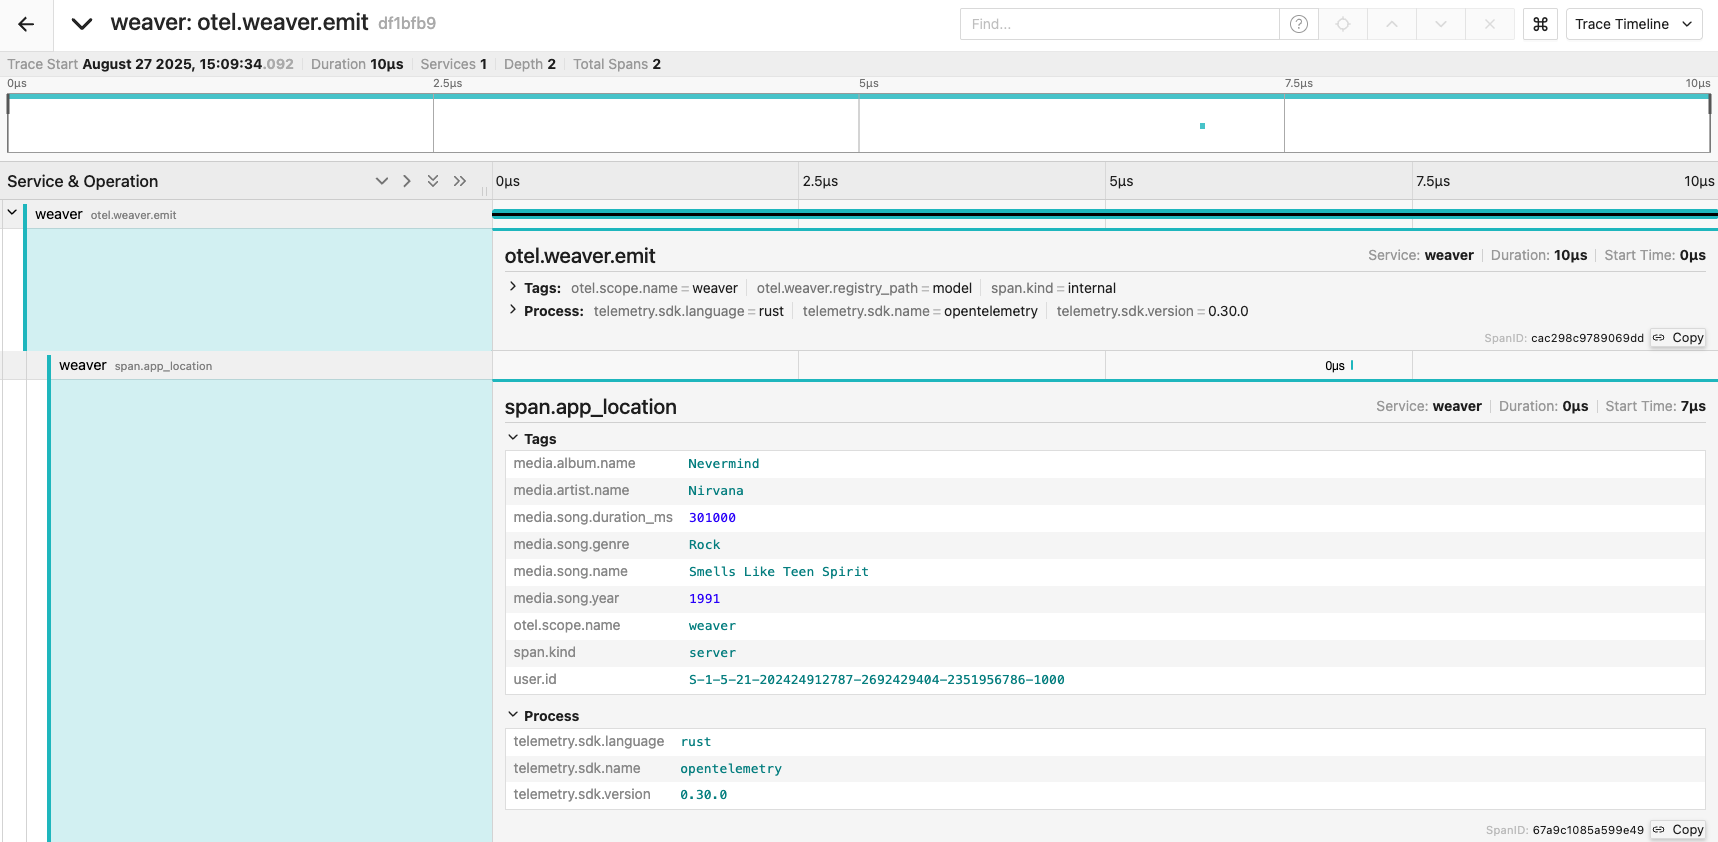 weaver: otel.weaver.emit df1bfb9 Find... Trace Timeline
Trace Start August 27 2025, 15:09:34.092 Duration 10μs Services 1 Depth 2 Total Spans 2
0μs 2.5μs 5μs 7.5μs 10μs
Service & Operation 0μs 2.5μs 5μs 7.5μs 10μs
weaver otel.weaver.emit
otel.weaver.emit Service: weaver Duration: 10μs Start Time: 0μs
Tags: otel.scope.name = weaver otel.weaver.registry_path = model span.kind = internal
Process: telemetry.sdk.language = rust telemetry.sdk.name = opentelemetry telemetry.sdk.version = 0.30.0
SpanID: cac298c9789069dd Copy
weaver span.app_location 0μs
span.app_location Service: weaver Duration: 0μs Start Time: 7μs
Tags
media.album.name Nevermind
media.artist.name Nirvana
media.song.duration_ms 301000
media.song.genre Rock
media.song.name Smells Like Teen Spirit
media.song.year 1991
otel.scope.name weaver
span.kind server
user.id S-1-5-21-202424912787-2692429404-2351956786-1000
Process
telemetry.sdk.language rust
telemetry.sdk.name opentelemetry
telemetry.sdk.version 0.30.0
SpanID: 67a9c1085a599e49 Copy